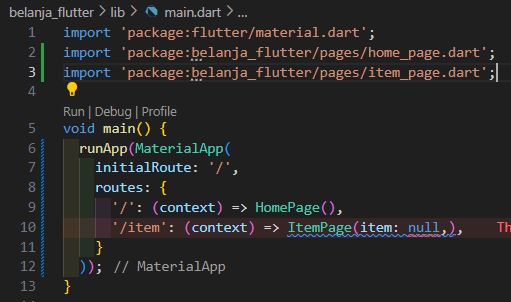 belanja_flutter > lib > main.dart > ...
1 import 'package:flutter/material.dart';
2 import 'package:belanja_flutter/pages/home_page.dart';
3 import 'package:belanja_flutter/pages/item_page.dart';
4
Run | Debug | Profile
5 void main() {
6 runApp(MaterialApp(
7 initialRoute: '/',
8 routes: {
9 '/': (context) => HomePage(),
10 '/item': (context) => ItemPage(item: null,), Th
11 }
12 )); // MaterialApp
13 }